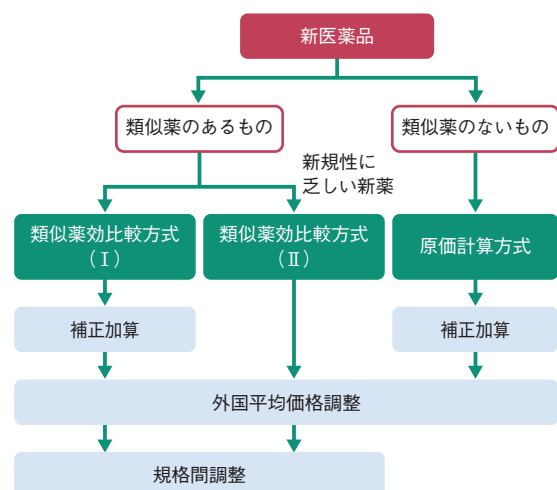 新医薬品
類似薬のあるもの
類似薬のないもの
新規性に
乏しい新薬
類似薬効比較方式
（Ⅰ）
類似薬効比較方式
（Ⅱ）
原価計算方式
補正加算
補正加算
外国平均価格調整
規格間調整